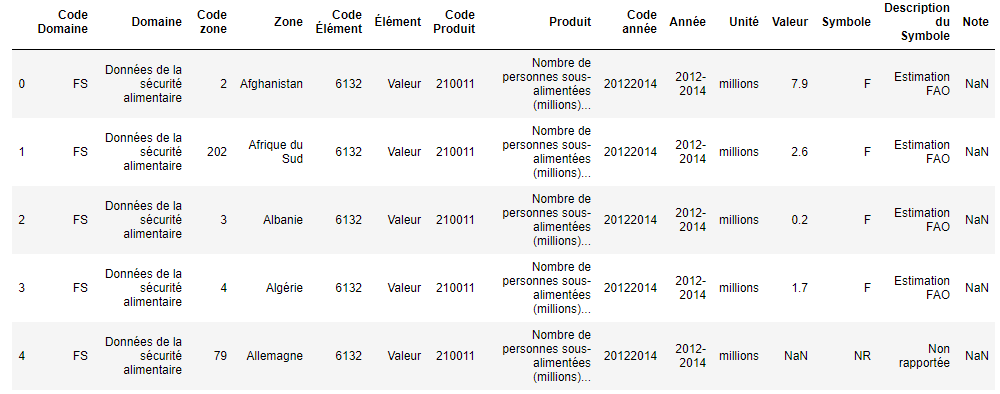 Code Domaine Domaine Code zone Zone Code Élément Élément Code Produit Produit Code année Année Unité Valeur Symbole Description du Symbole Note
0 FS Données de la sécurité alimentaire 2 Afghanistan 6132 Valeur 210011 Nombre de personnes sous-alimentées (millions)... 20122014 2012-2014 millions 7.9 F Estimation FAO NaN
1 FS Données de la sécurité alimentaire 202 Afrique du Sud 6132 Valeur 210011 Nombre de personnes sous-alimentées (millions)... 20122014 2012-2014 millions 2.6 F Estimation FAO NaN
2 FS Données de la sécurité alimentaire 3 Albanie 6132 Valeur 210011 Nombre de personnes sous-alimentées (millions)... 20122014 2012-2014 millions 0.2 F Estimation FAO NaN
3 FS Données de la sécurité alimentaire 4 Algérie 6132 Valeur 210011 Nombre de personnes sous-alimentées (millions)... 20122014 2012-2014 millions 1.7 F Estimation FAO NaN
4 FS Données de la sécurité alimentaire 79 Allemagne 6132 Valeur 210011 Nombre de personnes sous-alimentées (millions)... 20122014 2012-2014 millions NaN NR Non rapportée NaN